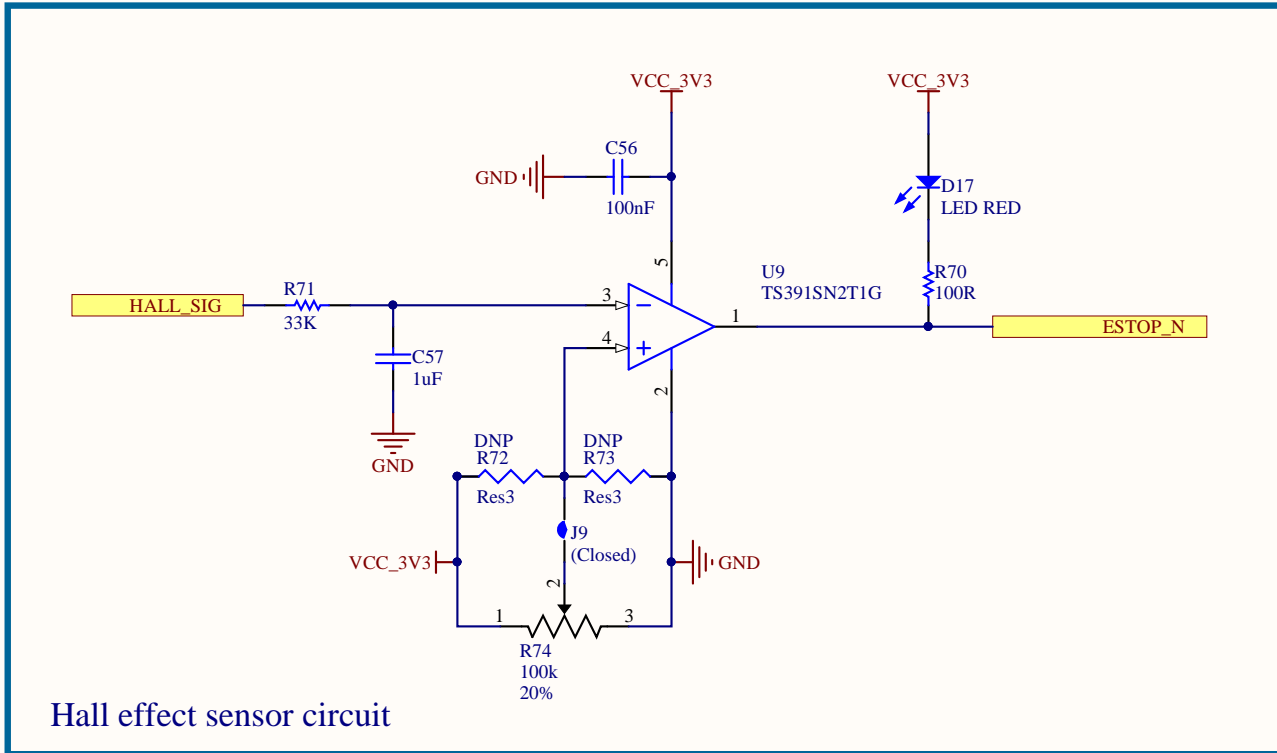 VCC_3V3
VCC_3V3
C56
GND
100nF
D17
LED RED
5
U9
TS391SN2T1G
R70
100R
R71
HALL_SIG
33K
3
1
ESTOP_N
4
C57
1uF
2
GND
DNP
R72
Res3
DNP
R73
Res3
J9
(Closed)
VCC_3V3
GND
2
1
3
R74
100k
20%
Hall effect sensor circuit